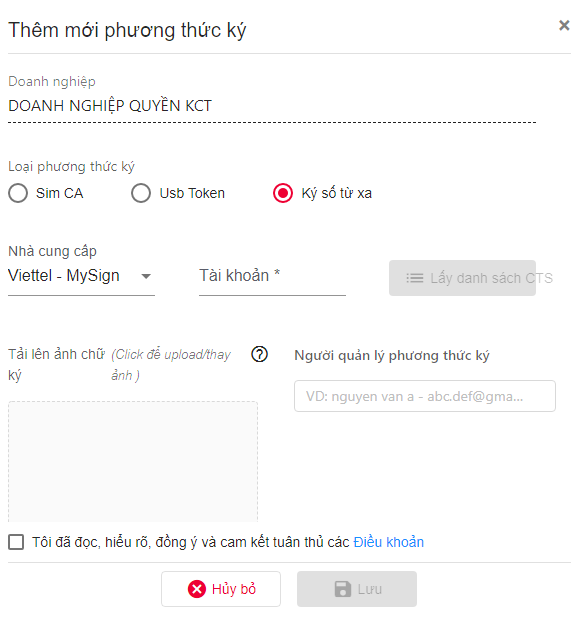 Thêm mới phương thức ký
×
Doanh nghiệp
DOANH NGHIỆP QUYỀN KCT
Loại phương thức ký
Sim CA
Usb Token
Ký số từ xa
Nhà cung cấp
Viettel - MySign
Tài khoản *
Lấy danh sách CTS
Tải lên ảnh chữ ký
(Click để upload/thay ảnh )
?
Người quản lý phương thức ký
VD: nguyen van a - abc.def@gma...
Tôi đã đọc, hiểu rõ, đồng ý và cam kết tuân thủ các Điều khoản
Hủy bỏ
Lưu